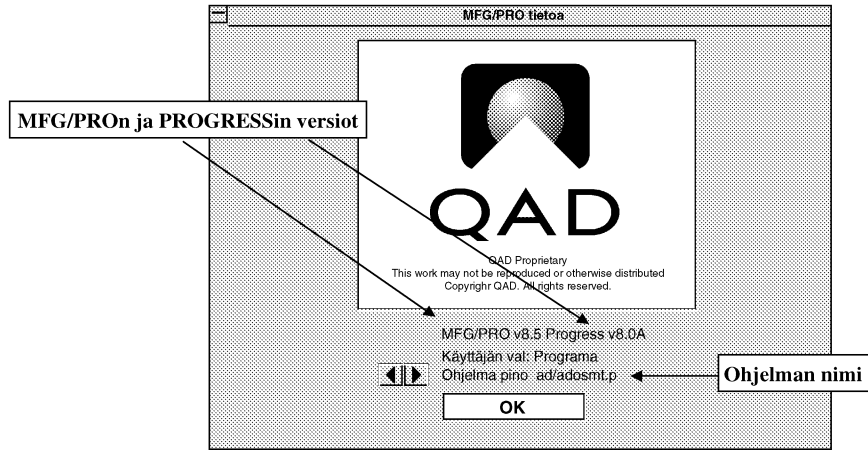 MFG/PRO tietoa
MFG/PROn ja PROGRESSin versiot
QAD
QAD Proprietary
This work may not be reproduced or otherwise distributed
Copyrighr QAD. All rights reserved.
MFG/PRO v8.5 Progress v8.0A
Käyttäjän val: Programa
Ohjelma pino ad/adosmt.p
Ohjelman nimi
OK